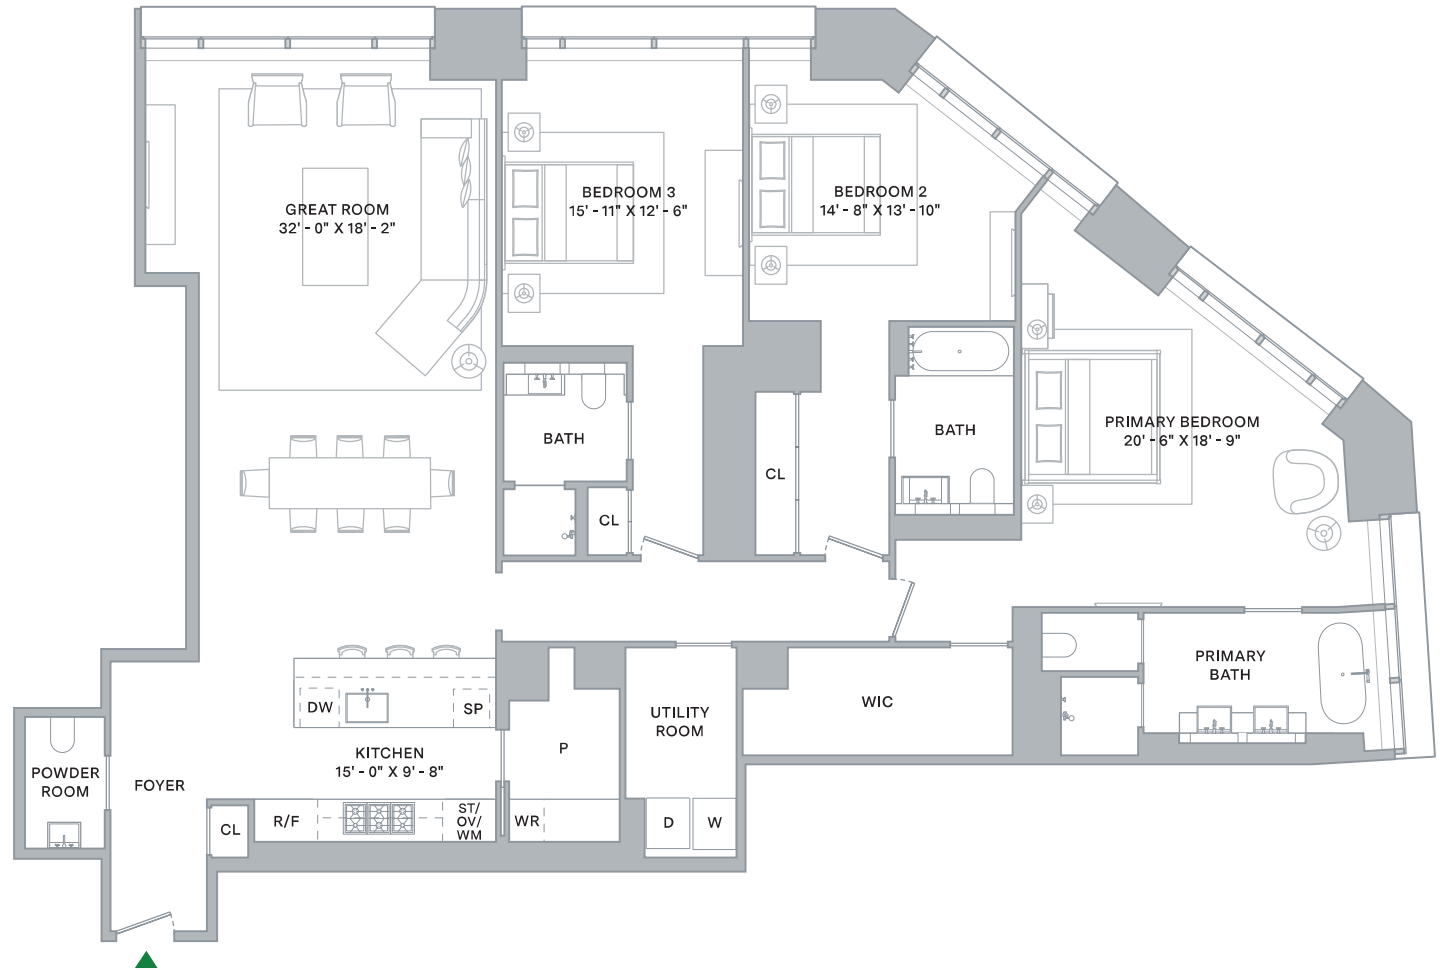 GREAT ROOM
32' - 0" X 18' - 2"
BEDROOM 3
15' - 11" X 12' - 6"
BEDROOM 2
14' - 8" X 13' - 10"
PRIMARY BEDROOM
20' - 6" X 18' - 9"
BATH
CL
CL
BATH
PRIMARY
BATH
WIC
UTILITY
ROOM
D
W
P
WR
DW
SP
KITCHEN
15' - 0" X 9' - 8"
R/F
ST/
OV/
WM
CL
FOYER
POWDER
ROOM